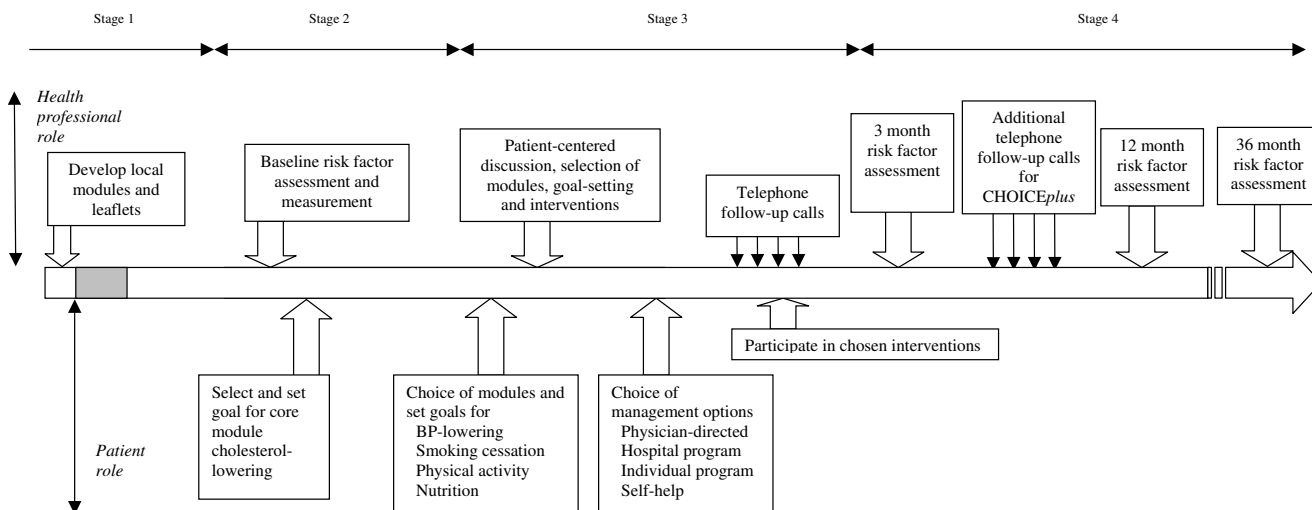 Stage 1
Stage 2
Stage 3
Stage 4
Health
professional
role
Develop local
modules and
leaflets
Baseline risk factor
assessment and
measurement
Patient-centered
discussion, selection of
modules, goal-setting
and interventions
Telephone
follow-up calls
3 month
risk factor
assessment
Additional
telephone
follow-up calls
for
CHOICEplus
12 month
risk factor
assessment
36 month
risk factor
assessment
Patient
role
Select and set
goal for core
module
cholesterol-
lowering
Choice of modules and
set goals for
BP-lowering
Smoking cessation
Physical activity
Nutrition
Choice of
management options
Physician-directed
Hospital program
Individual program
Self-help
Participate in chosen interventions